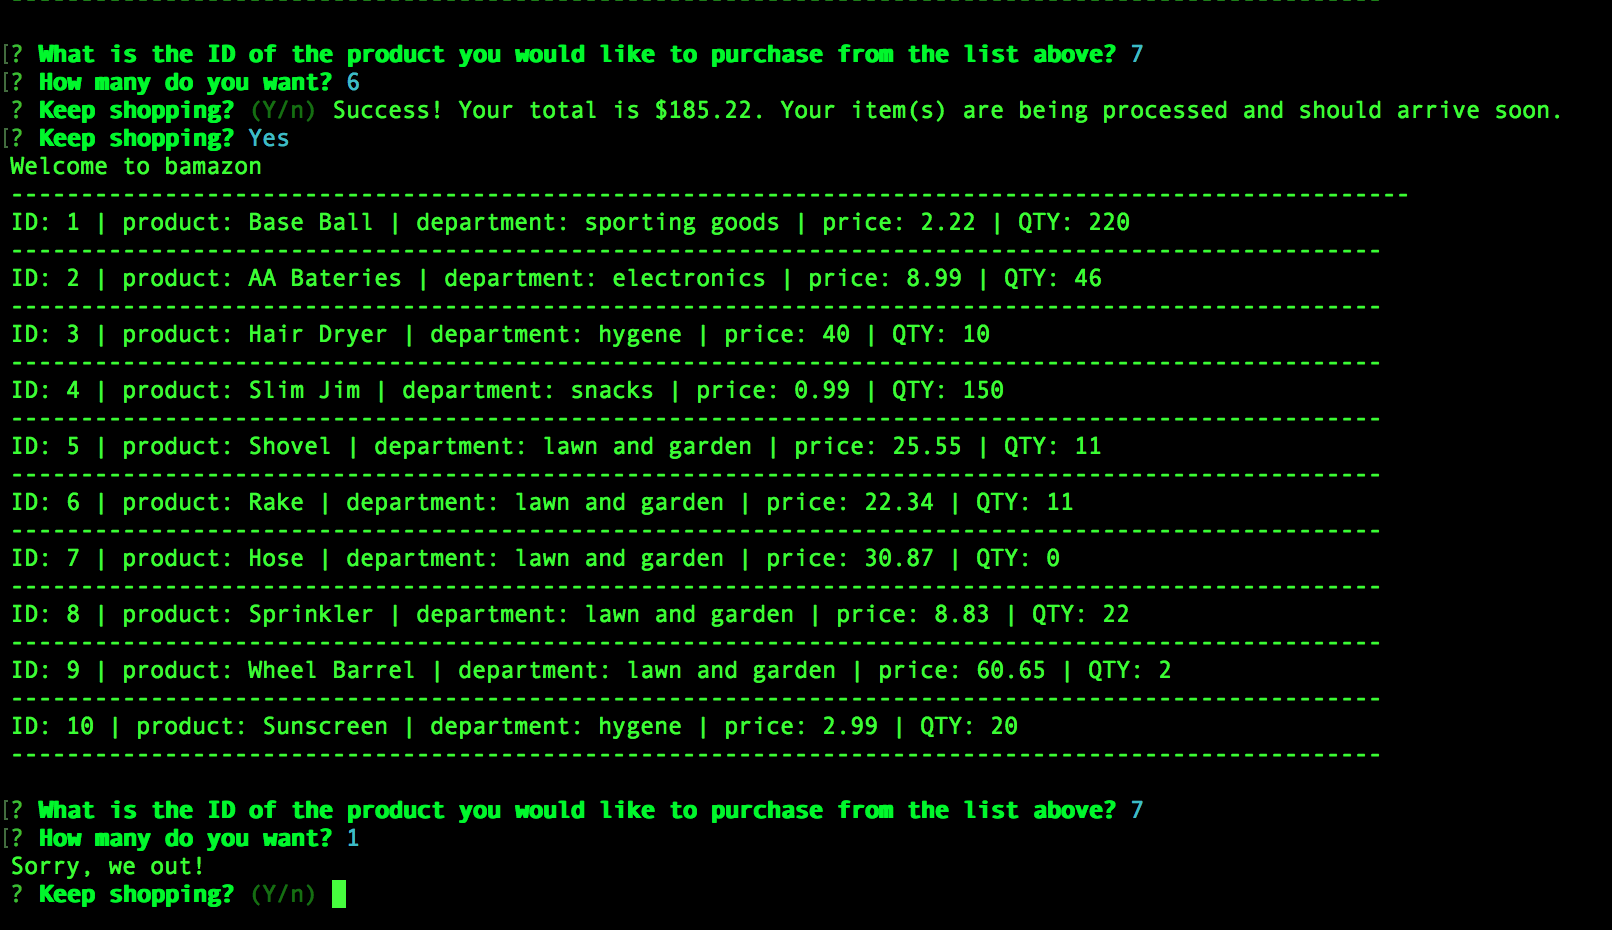 --------------------------------------------------------------------------------------------------
[? What is the ID of the product you would like to purchase from the list above? 7
[? How many do you want? 6
? Keep shopping? (Y/n) Success! Your total is $185.22. Your item(s) are being processed and should arrive soon.
[? Keep shopping? Yes
Welcome to bamazon
----------------------------------------------------------------------------------------------------
ID: 1 | product: Base Ball | department: sporting goods | price: 2.22 | QTY: 220
--------------------------------------------------------------------------------------------------
ID: 2 | product: AA Bateries | department: electronics | price: 8.99 | QTY: 46
--------------------------------------------------------------------------------------------------
ID: 3 | product: Hair Dryer | department: hygene | price: 40 | QTY: 10
--------------------------------------------------------------------------------------------------
ID: 4 | product: Slim Jim | department: snacks | price: 0.99 | QTY: 150
--------------------------------------------------------------------------------------------------
ID: 5 | product: Shovel | department: lawn and garden | price: 25.55 | QTY: 11
--------------------------------------------------------------------------------------------------
ID: 6 | product: Rake | department: lawn and garden | price: 22.34 | QTY: 11
--------------------------------------------------------------------------------------------------
ID: 7 | product: Hose | department: lawn and garden | price: 30.87 | QTY: 0
--------------------------------------------------------------------------------------------------
ID: 8 | product: Sprinkler | department: lawn and garden | price: 8.83 | QTY: 22
--------------------------------------------------------------------------------------------------
ID: 9 | product: Wheel Barrel | department: lawn and garden | price: 60.65 | QTY: 2
--------------------------------------------------------------------------------------------------
ID: 10 | product: Sunscreen | department: hygene | price: 2.99 | QTY: 20
--------------------------------------------------------------------------------------------------
[? What is the ID of the product you would like to purchase from the list above? 7
[? How many do you want? 1
Sorry, we out!
? Keep shopping? (Y/n)